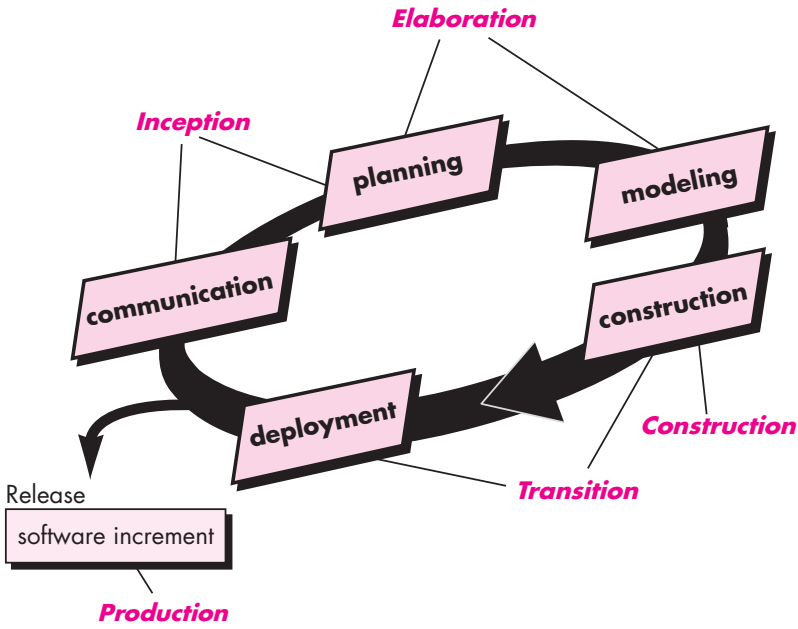 Elaboration
Inception
planning
modeling
communication
construction
deployment
Construction
Transition
Release
software increment
Production